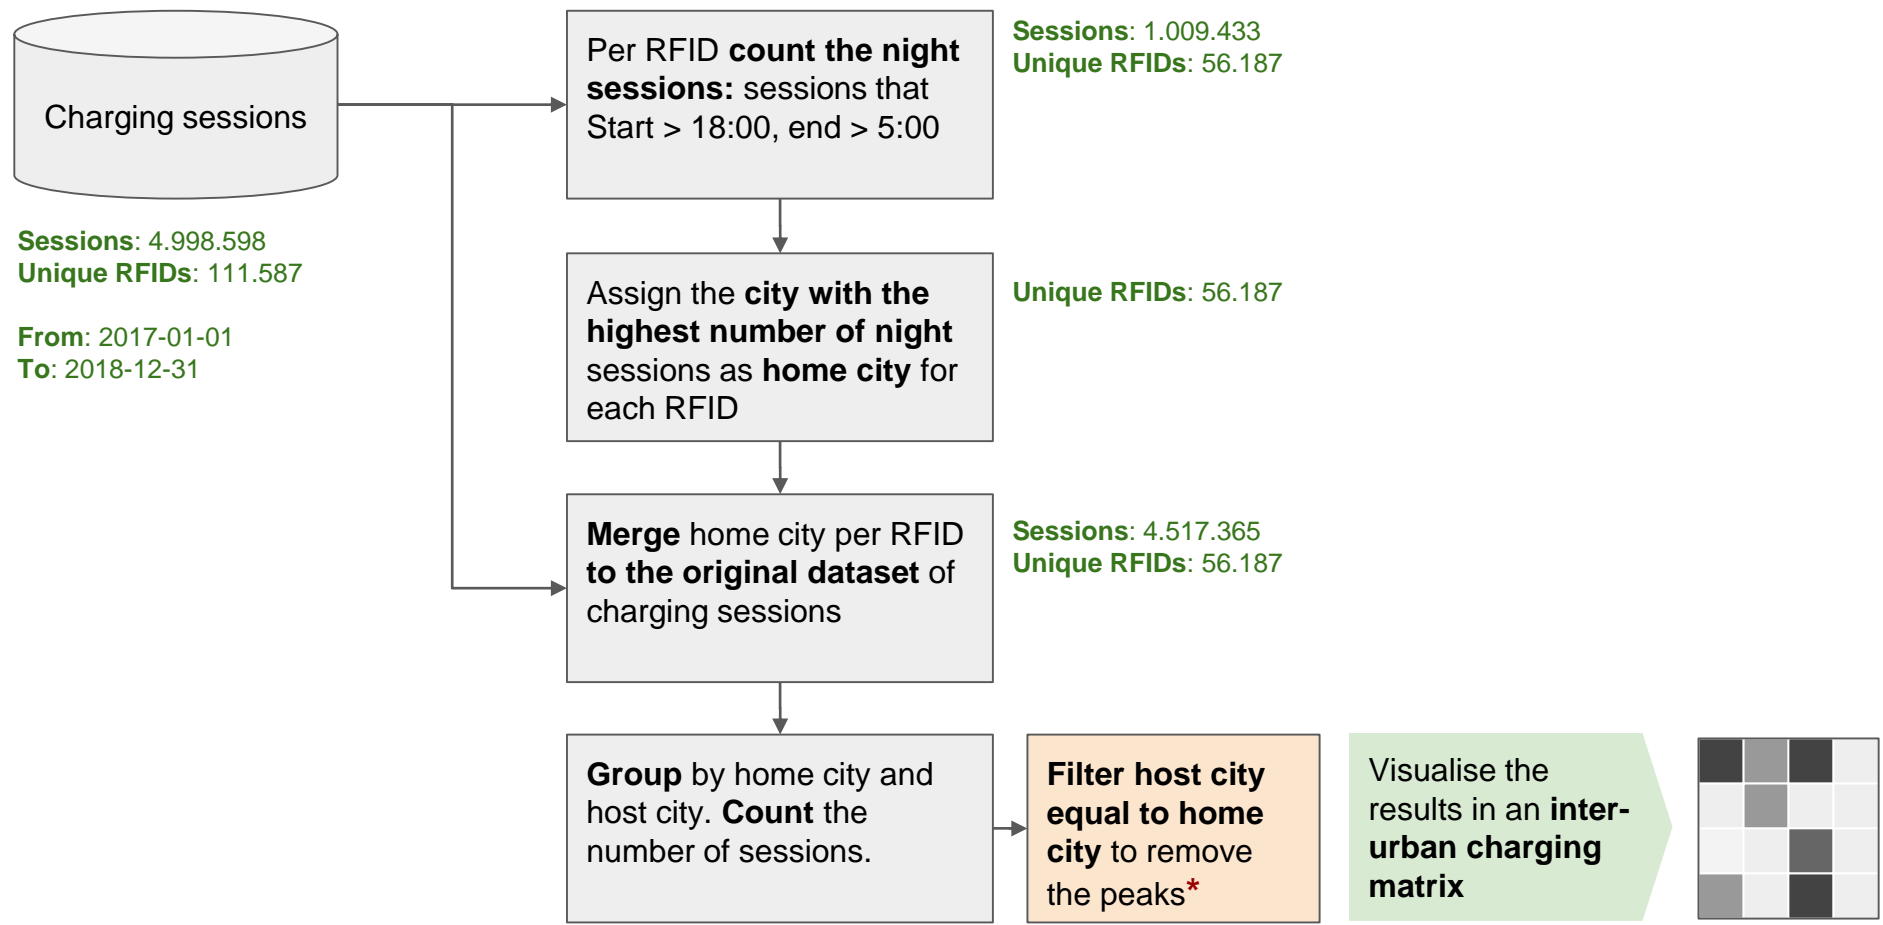 Charging sessions
Sessions: 4.998.598
Unique RFIDs: 111.587
From: 2017-01-01
To: 2018-12-31
Per RFID count the night
sessions: sessions that
Start > 18:00, end > 5:00
Sessions: 1.009.433
Unique RFIDs: 56.187
Assign the city with the
highest number of night
sessions as home city for
each RFID
Unique RFIDs: 56.187
Merge home city per RFID
to the original dataset of
charging sessions
Sessions: 4.517.365
Unique RFIDs: 56.187
Group by home city and
host city. Count the
number of sessions.
Filter host city
equal to home
city to remove
the peaks*
Visualise the
results in an inter-
urban charging
matrix